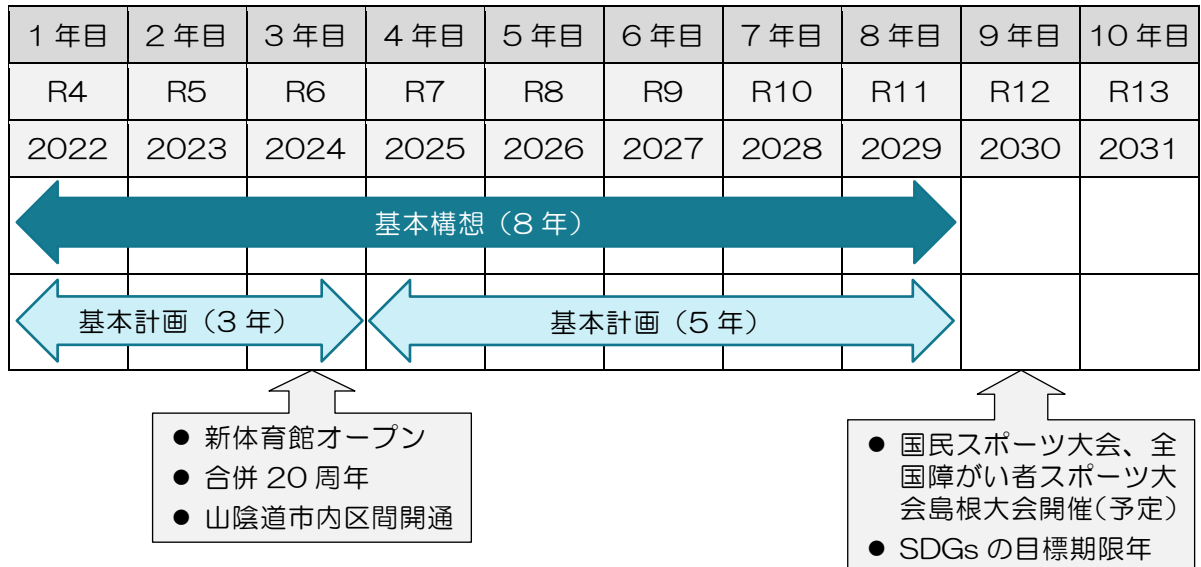 1年目 2年目 3年目 4年目 5年目 6年目 7年目 8年目 9年目 10年目
R4 R5 R6 R7 R8 R9 R10 R11 R12 R13
2022 2023 2024 2025 2026 2027 2028 2029 2030 2031
基本構想（8年）
基本計画（3年） 基本計画（5年）
● 新体育館オープン
● 合併20周年
● 山陰道市内区間開通
● 国民スポーツ大会、全
国障がい者スポーツ大
会島根大会開催（予定）
● SDGsの目標期限年